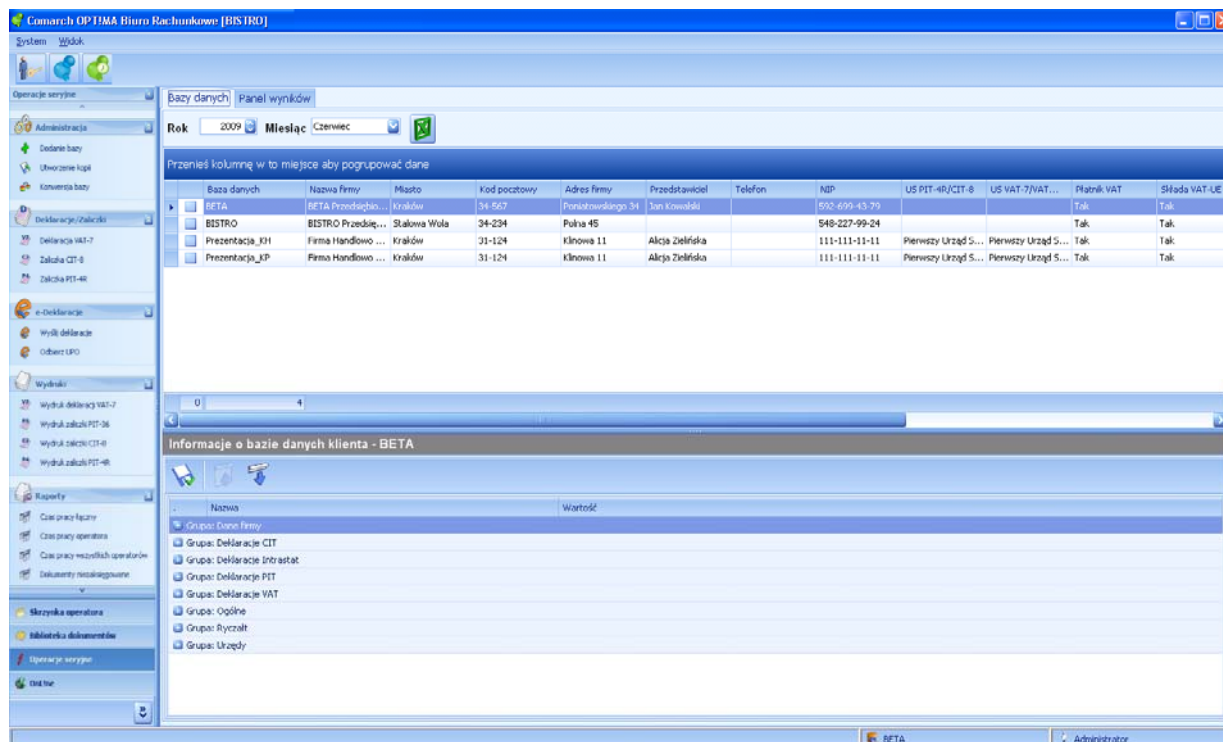 Comarch OPT!MA Biuro Rachunkowe [BISTRO]
System Widok
Operacje seryjne
Administracja
Dodanie bazy
Utworzenie kopii
Konwersja bazy
Deklaracje/Zaliczki
Deklaracja VAT-7
Zaliczka CIT-8
Zaliczka PIT-4R
e-Deklaracje
Wyślij deklaracje
Odbierz UPO
Wydruki
Wydruk deklaracji VAT-7
Wydruk zaliczki PIT-36
Wydruk zaliczki CIT-8
Wydruk zaliczki PIT-4R
Raporty
Czas pracy łączny
Czas pracy operatora
Czas pracy wszystkich operatorów
Dokumenty niezaksięgowane
Skrzynka operatora
Biblioteka dokumentów
Operacje seryjne
OnLine
Bazy danych Panel wyników
Rok 2009 Miesiąc Czerwiec
Przenieś kolumnę w to miejsce aby pogrupować dane
Baza danych Nazwa firmy Miasto Kod pocztowy Adres firmy Przedstawiciel Telefon NIP US PIT-4R/CIT-8 US VAT-7/VAT... Płatnik VAT Składa VAT-UE
BETA BETA Przedsiębio... Kraków 34-567 Poniatowskiego 34 Jan Kowalski 592-699-43-79 Tak Tak
BISTRO BISTRO Przedsię... Stalowa Wola 34-234 Polna 45 548-227-99-24 Tak Tak
Prezentacja_KH Firma Handlowo ... Kraków 31-124 Klinowa 11 Alicja Zielińska 111-111-11-11 Pierwszy Urząd S... Pierwszy Urząd S... Tak Tak
Prezentacja_KP Firma Handlowo ... Kraków 31-124 Klinowa 11 Alicja Zielińska 111-111-11-11 Pierwszy Urząd S... Pierwszy Urząd S... Tak Tak
0 4
Informacje o bazie danych klienta - BETA
. Nazwa Wartość
Grupa: Dane firmy
Grupa: Deklaracje CIT
Grupa: Deklaracje Intrastat
Grupa: Deklaracje PIT
Grupa: Deklaracje VAT
Grupa: Ogólne
Grupa: Ryczałt
Grupa: Urzędy
BETA Administrator